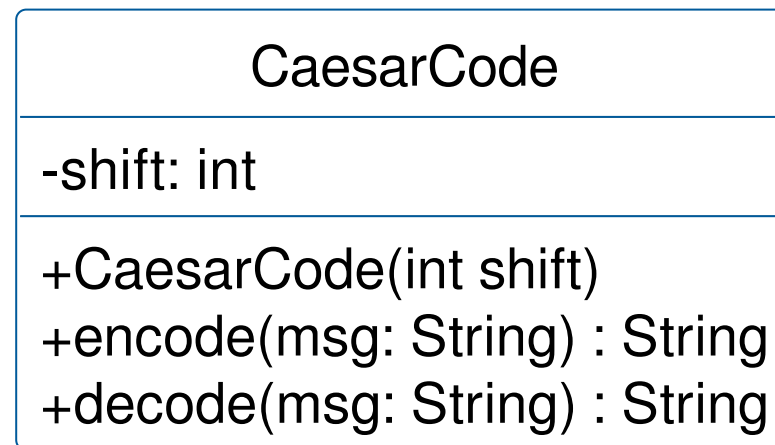 CaesarCode
-shift: int
+CaesarCode(int shift)
+encode(msg: String) : String
+decode(msg: String) : String